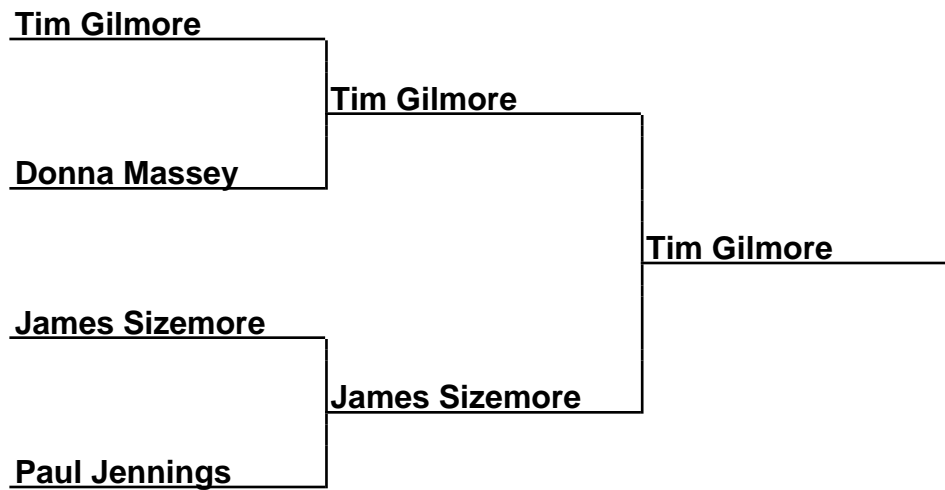 Tim Gilmore
Tim Gilmore
Donna Massey
Tim Gilmore
James Sizemore
James Sizemore
Paul Jennings